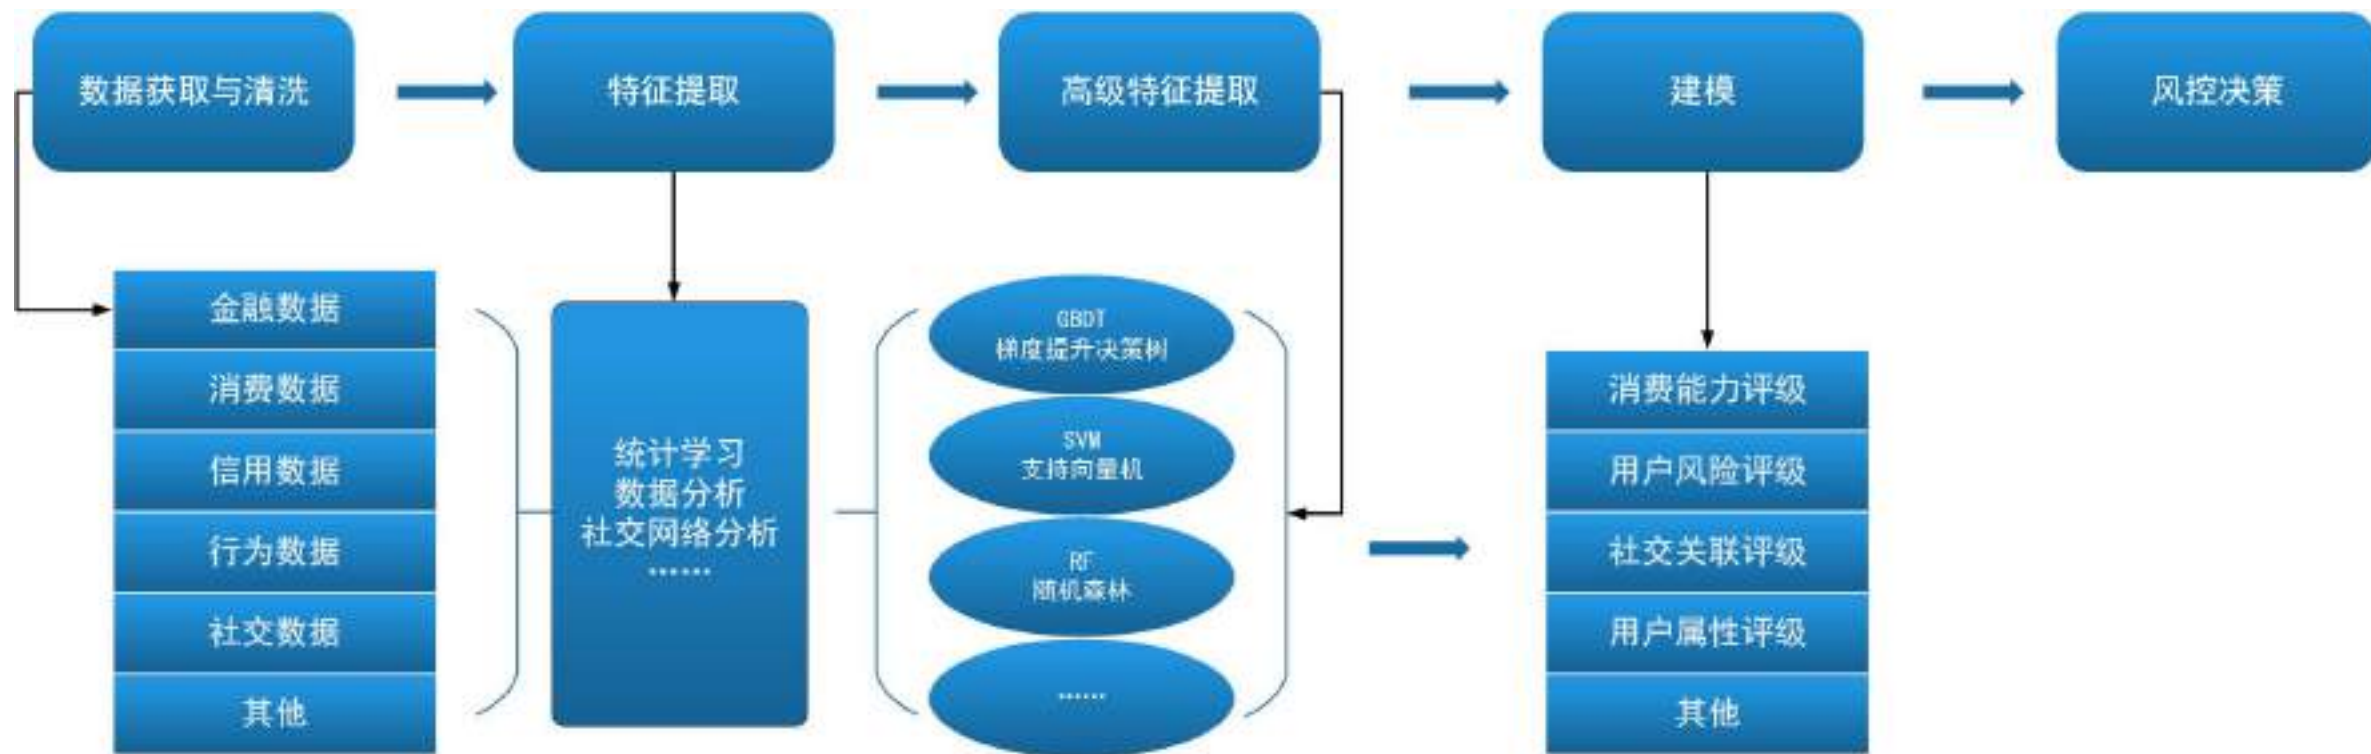 数据获取与清洗
特征提取
高级特征提取
建模
风控决策
金融数据
消费数据
信用数据
行为数据
社交数据
其他
统计学习
数据分析
社交网络分析
······
GBDT
梯度提升决策树
SVM
支持向量机
RF
随机森林
······
消费能力评级
用户风险评级
社交关联评级
用户属性评级
其他